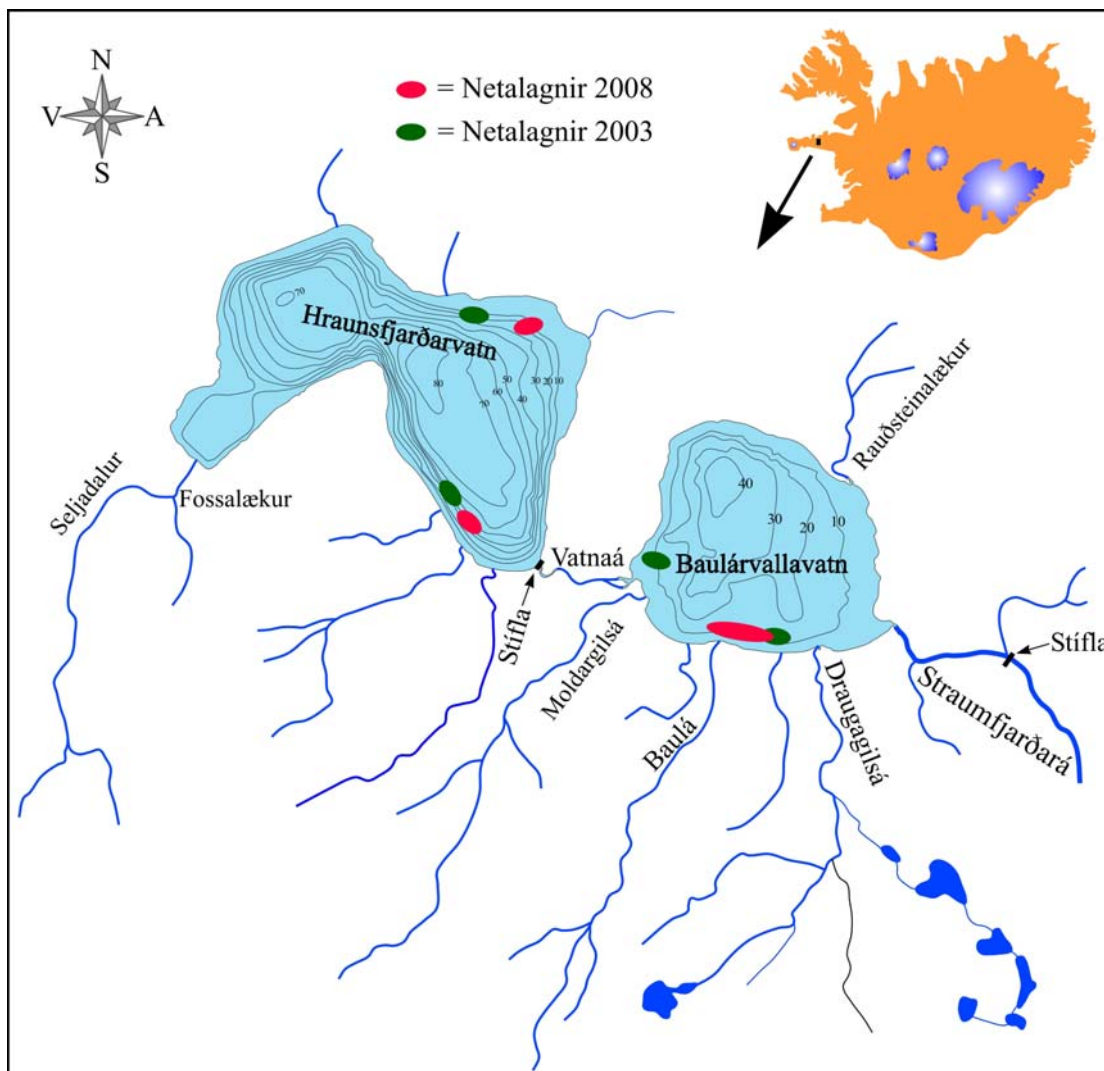 N
V A
S
= Netalagnir 2008
= Netalagnir 2003
70
Hraunsfjarðarvatn
80
70
60
50
40
30
20
10
Seljadalur
Fossalækur
Stífla
Vatnaá
Moldargilsá
40
30
20
10
Baulárvallavatn
Rauðsteinalækur
Baulá
Draugagilsá
Straumfjarðará
Stífla